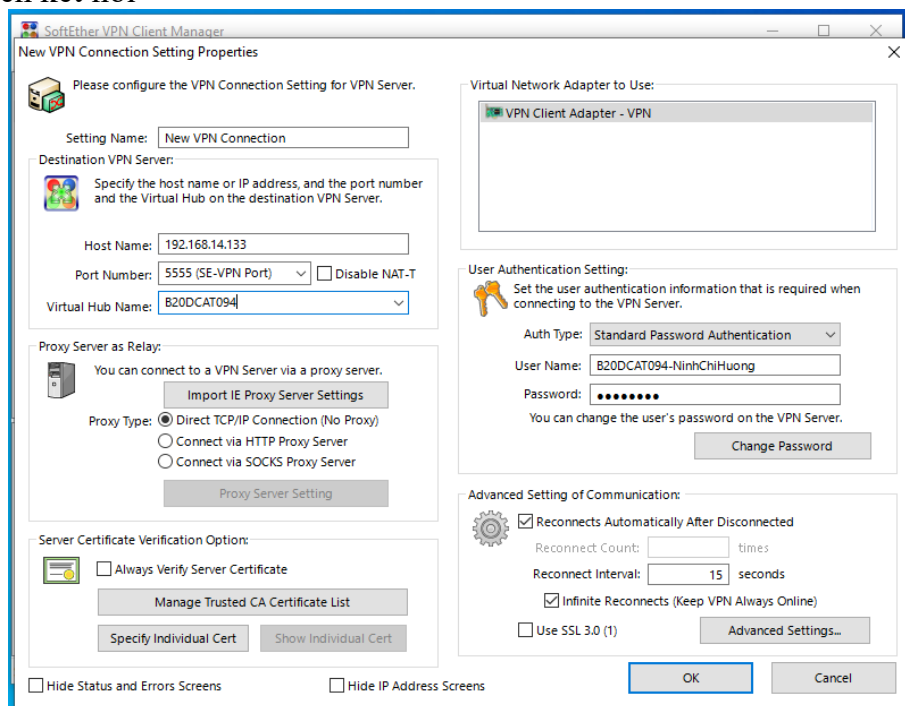 SoftEther VPN Client Manager
New VPN Connection Setting Properties
Please configure the VPN Connection Setting for VPN Server.
Setting Name: New VPN Connection
Destination VPN Server:
Specify the host name or IP address, and the port number
and the Virtual Hub on the destination VPN Server.
Host Name: 192.168.14.133
Port Number: 5555 (SE-VPN Port) Disable NAT-T
Virtual Hub Name: B20DCAT094
Proxy Server as Relay:
You can connect to a VPN Server via a proxy server.
Import IE Proxy Server Settings
Proxy Type: Direct TCP/IP Connection (No Proxy)
Connect via HTTP Proxy Server
Connect via SOCKS Proxy Server
Proxy Server Setting
Server Certificate Verification Option:
Always Verify Server Certificate
Manage Trusted CA Certificate List
Specify Individual Cert Show Individual Cert
Hide Status and Errors Screens Hide IP Address Screens
Virtual Network Adapter to Use:
VPN Client Adapter - VPN
User Authentication Setting:
Set the user authentication information that is required when
connecting to the VPN Server.
Auth Type: Standard Password Authentication
User Name: B20DCAT094-NinhChiHuong
Password: ●●●●●●●●
You can change the user's password on the VPN Server.
Change Password
Advanced Setting of Communication:
Reconnects Automatically After Disconnected
Reconnect Count: times
Reconnect Interval: 15 seconds
Infinite Reconnects (Keep VPN Always Online)
Use SSL 3.0 (1) Advanced Settings...
OK Cancel